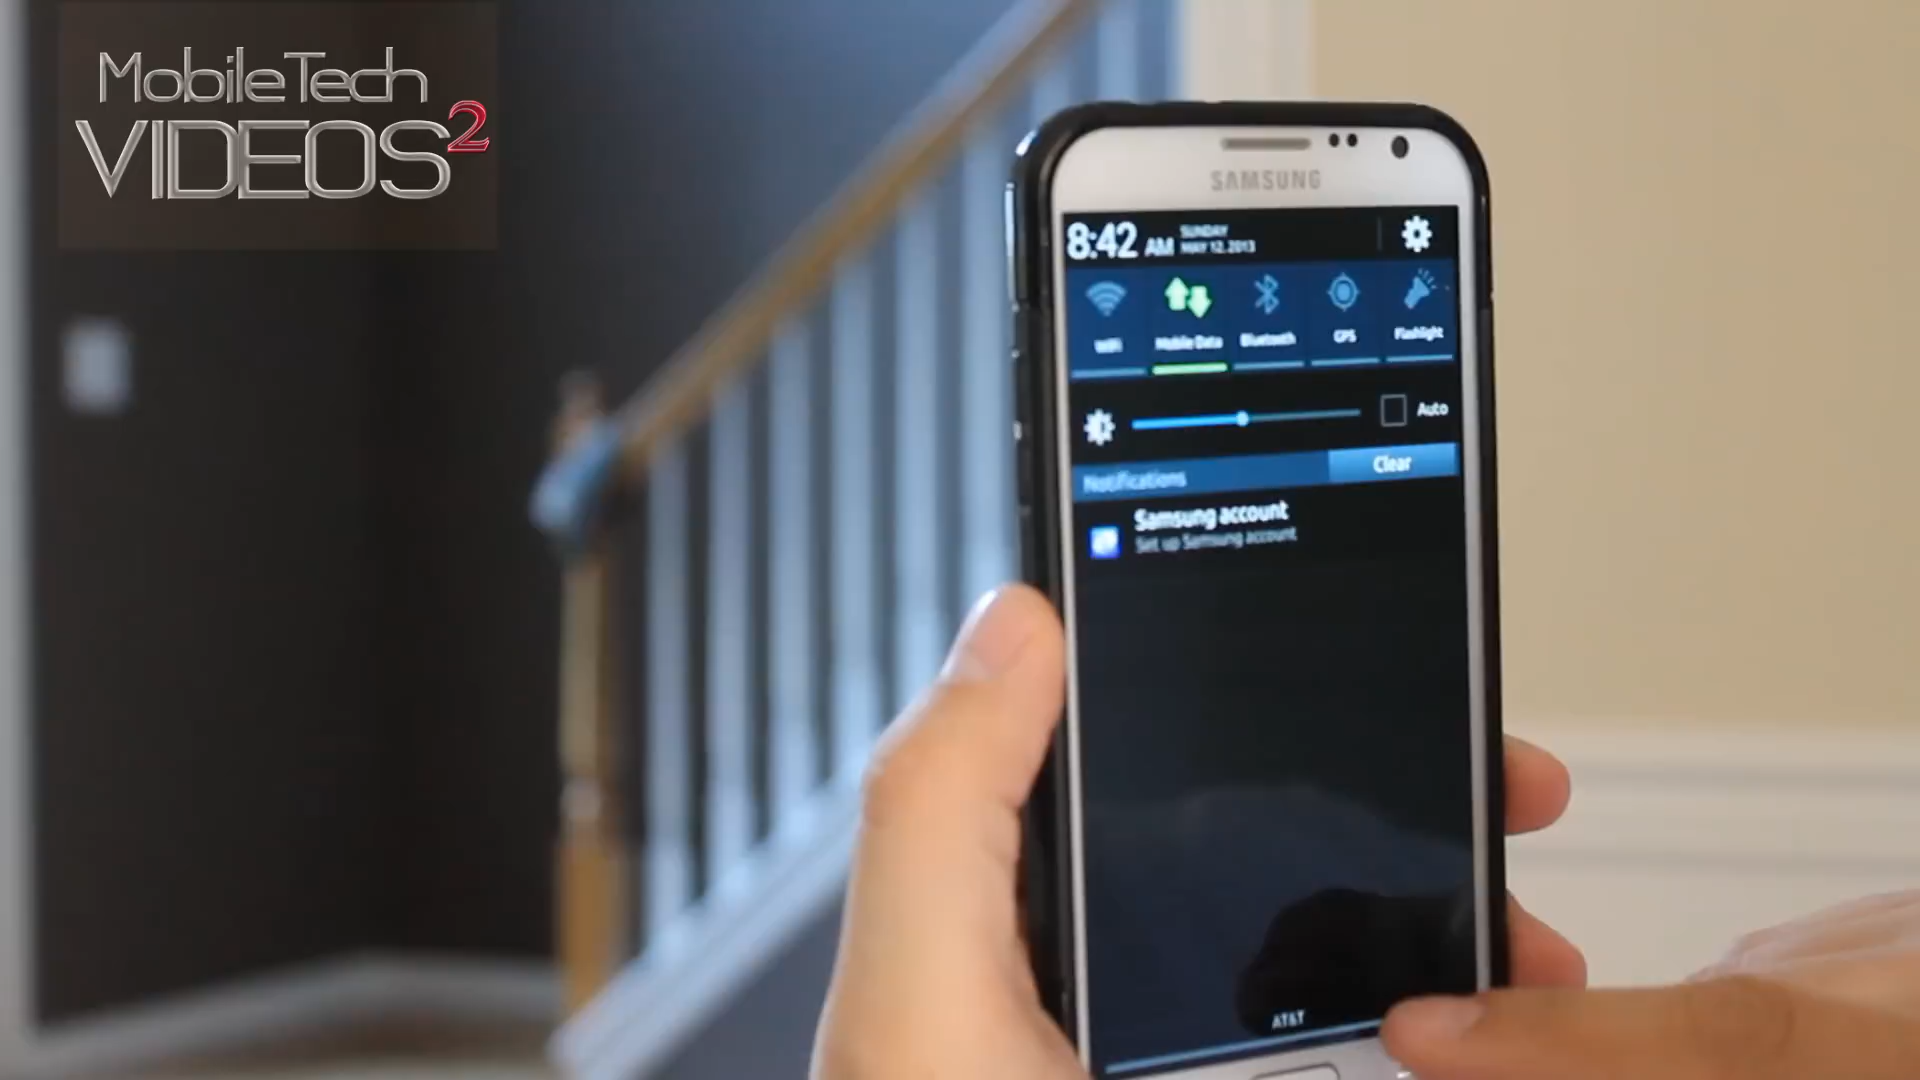 MobileTech
VIDEOS²
SAMSUNG
8:42 AM
SUNDAY
MAY 12, 2013
WiFi
Mobile Data
Bluetooth
GPS
Flashlight
Auto
Notifications
Clear
Samsung account
Set up Samsung account
AT&T